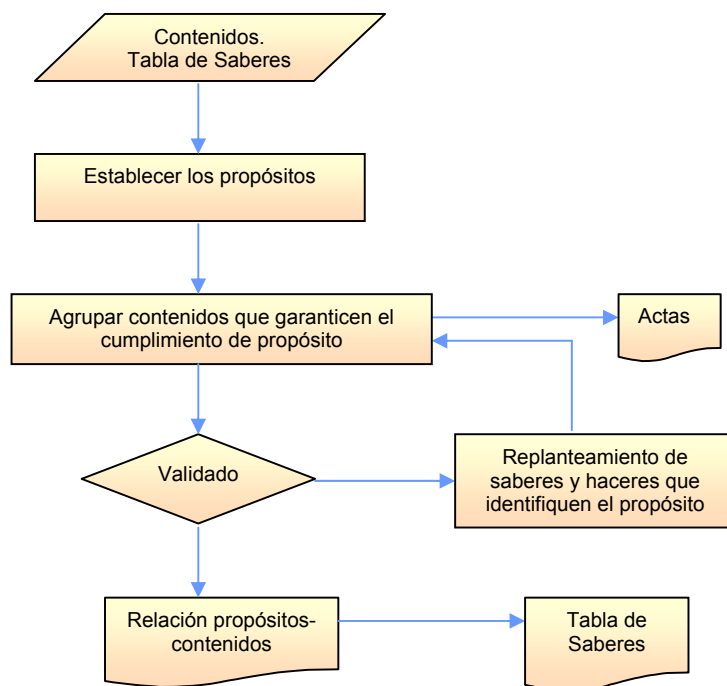 Contenidos.
Tabla de Saberes
Establecer los propósitos
Agrupar contenidos que garanticen el
cumplimiento de propósito
Actas
Validado
Replanteamiento de
saberes y haceres que
identifiquen el propósito
Relación propósitos-
contenidos
Tabla de
Saberes